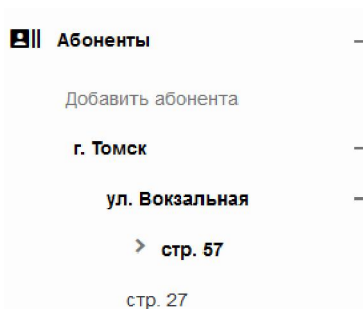 Абоненты
Добавить абонента
г. Томск
ул. Вокзальная
стр. 57
стр. 27